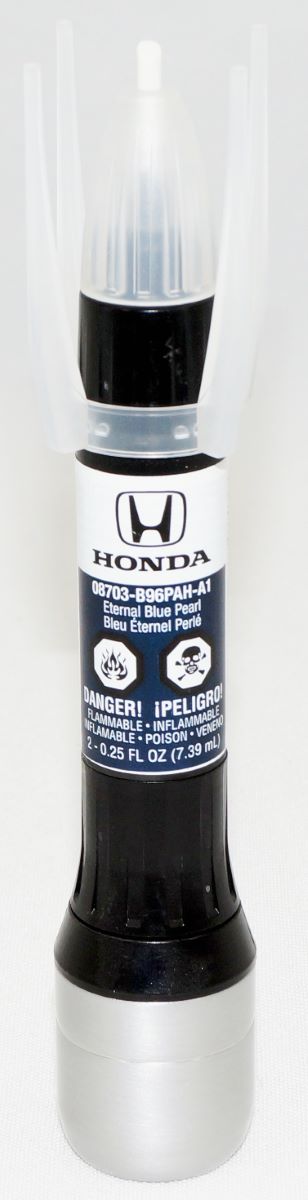 HONDA
08703-B96PAH-A1
Eternal Blue Pearl
Bleu Éternel Perlé
DANGER! ¡PELIGRO!
FLAMMABLE • INFLAMMABLE
INFLAMABLE • POISON • VENENO
2 - 0.25 FL OZ (7.39 mL)